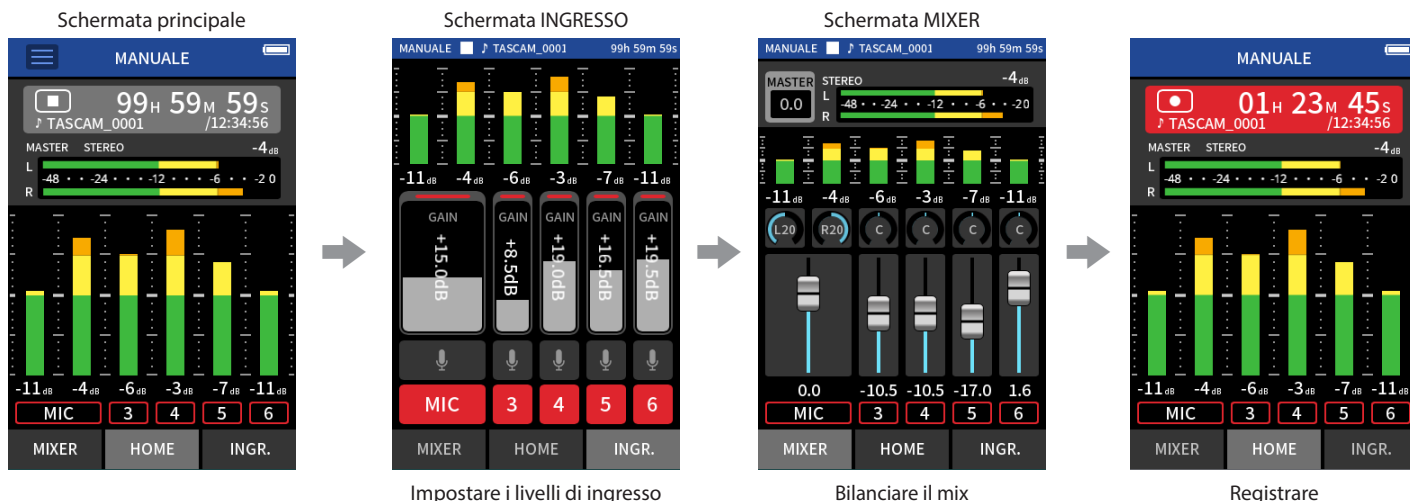 Schermata principale
MANUALE
99H 59M 59s
♪ TASCAM_0001 /12:34:56
MASTER STEREO -4dB
L
-48 -24 -12 -6 -2 0
R
-11dB -4dB -6dB -3dB -7dB -11dB
MIC 3 4 5 6
MIXER HOME INGR.
Schermata INGRESSO
MANUALE ♪ TASCAM_0001 99h 59m 59s
-11dB -4dB -6dB -3dB -7dB -11dB
GAIN GAIN GAIN GAIN GAIN
+15.0dB +8.5dB +19.0dB +16.5dB +19.5dB
MIC 3 4 5 6
MIXER HOME INGR.
Impostare i livelli di ingresso
Schermata MIXER
MANUALE ♪ TASCAM_0001 99h 59m 59s
MASTER STEREO -4dB
0.0 L
-48 -24 -12 -6 -20
R
-11dB -4dB -6dB -3dB -7dB -11dB
L20 R20 C C C C
0.0 -10.5 -10.5 -17.0 1.6
MIC 3 4 5 6
MIXER HOME INGR.
Bilanciare il mix
MANUALE
01H 23M 45s
♪ TASCAM_0001 /12:34:56
MASTER STEREO -4dB
L
-48 -24 -12 -6 -2 0
R
-11dB -4dB -6dB -3dB -7dB -11dB
MIC 3 4 5 6
MIXER HOME INGR.
Registrare